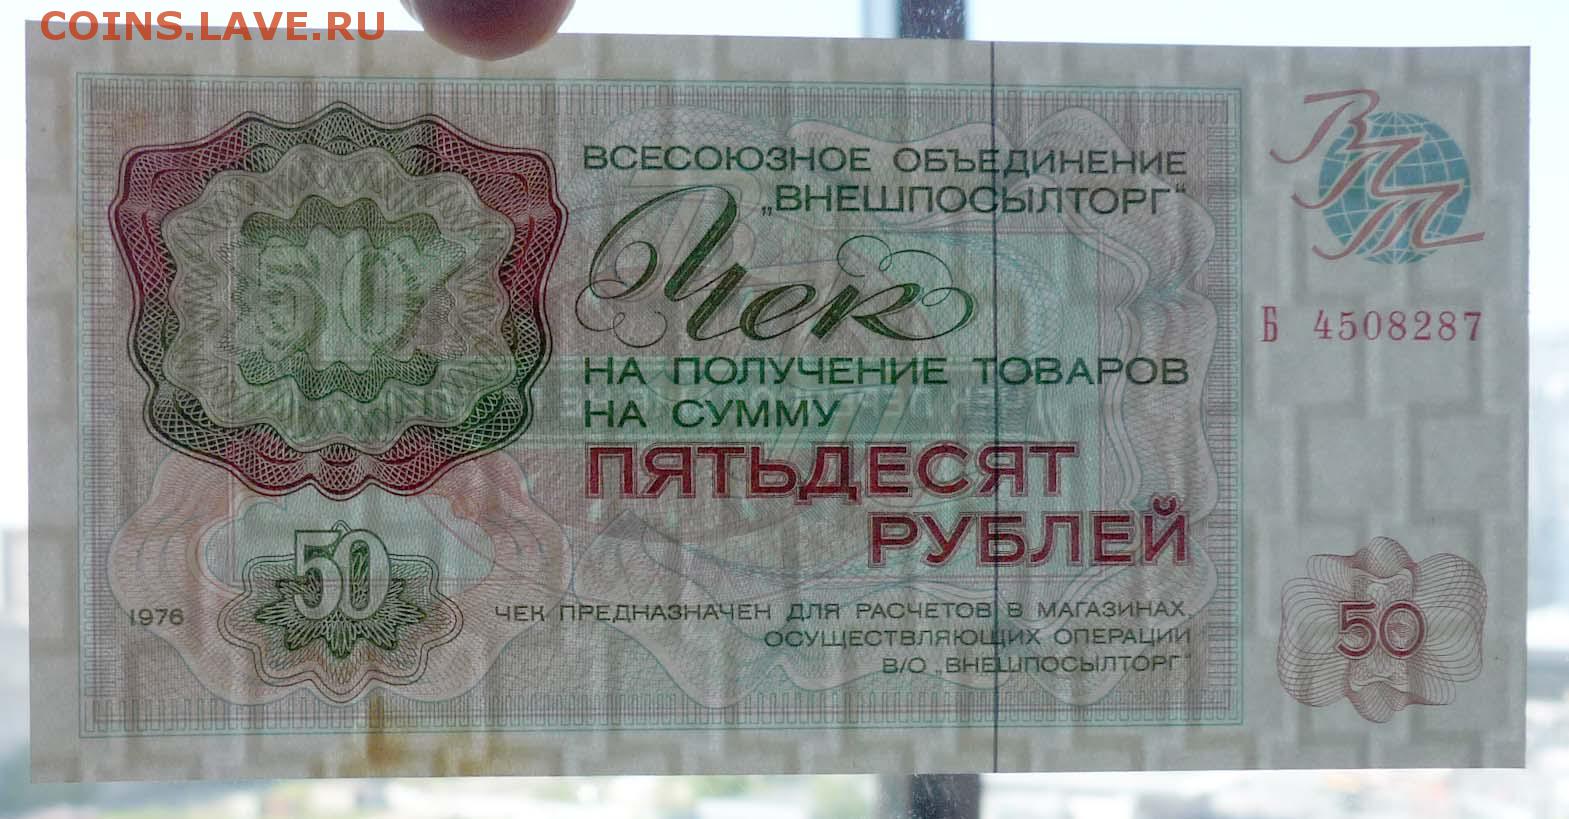 COINS.LAVE.RU
ВСЕСОЮЗНОЕ ОБЪЕДИНЕНИЕ
„ВНЕШПОСЫЛТОРГ“
ВПТ
50
Чек
Б 4508287
НА ПОЛУЧЕНИЕ ТОВАРОВ
НА СУММУ
ПЯТЬДЕСЯТ
РУБЛЕЙ
50
1976
ЧЕК ПРЕДНАЗНАЧЕН ДЛЯ РАСЧЕТОВ В МАГАЗИНАХ,
ОСУЩЕСТВЛЯЮЩИХ ОПЕРАЦИИ
В/О „ВНЕШПОСЫЛТОРГ“
50